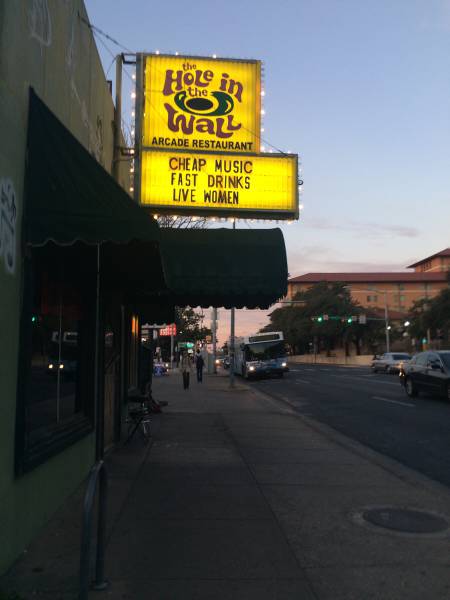 the
Hole in
the
Wall
ARCADE RESTAURANT
CHEAP MUSIC
FAST DRINKS
LIVE WOMEN